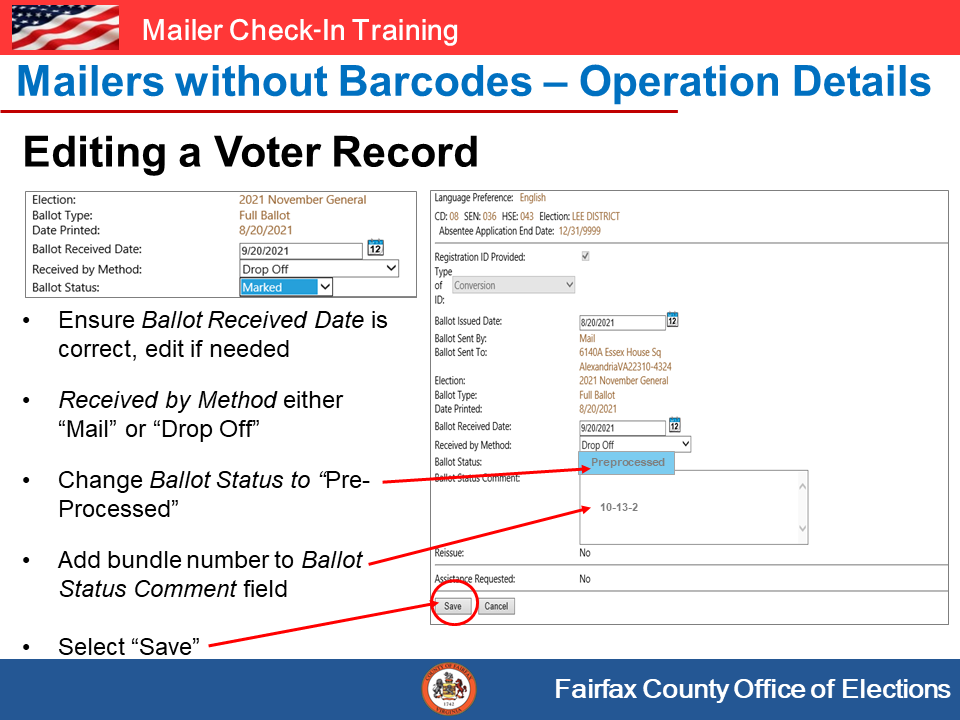 Mailer Check-In Training
Mailers without Barcodes – Operation Details
Editing a Voter Record
Election: 2021 November General
Ballot Type: Full Ballot
Date Printed: 8/20/2021
Ballot Received Date: 9/20/2021 12
Received by Method: Drop Off
Ballot Status: Marked
• Ensure Ballot Received Date is
correct, edit if needed
• Received by Method either
“Mail” or “Drop Off”
• Change Ballot Status to “Pre-
Processed”
• Add bundle number to Ballot
Status Comment field
• Select “Save”
Language Preference: English
CD: 08 SEN: 036 HSE: 043 Election: LEE DISTRICT
Absentee Application End Date: 12/31/9999
Registration ID Provided:
Type
of Conversion
ID:
Ballot Issued Date: 8/20/2021 12
Ballot Sent By: Mail
Ballot Sent To: 6140A Essex House Sq
AlexandriaVA22310-4324
Election: 2021 November General
Ballot Type: Full Ballot
Date Printed: 8/20/2021
Ballot Received Date: 9/20/2021 12
Received by Method: Drop Off
Ballot Status: Preprocessed
Ballot Status Comment:
10-13-2
Reissue: No
Assistance Requested: No
Save Cancel
Fairfax County Office of Elections